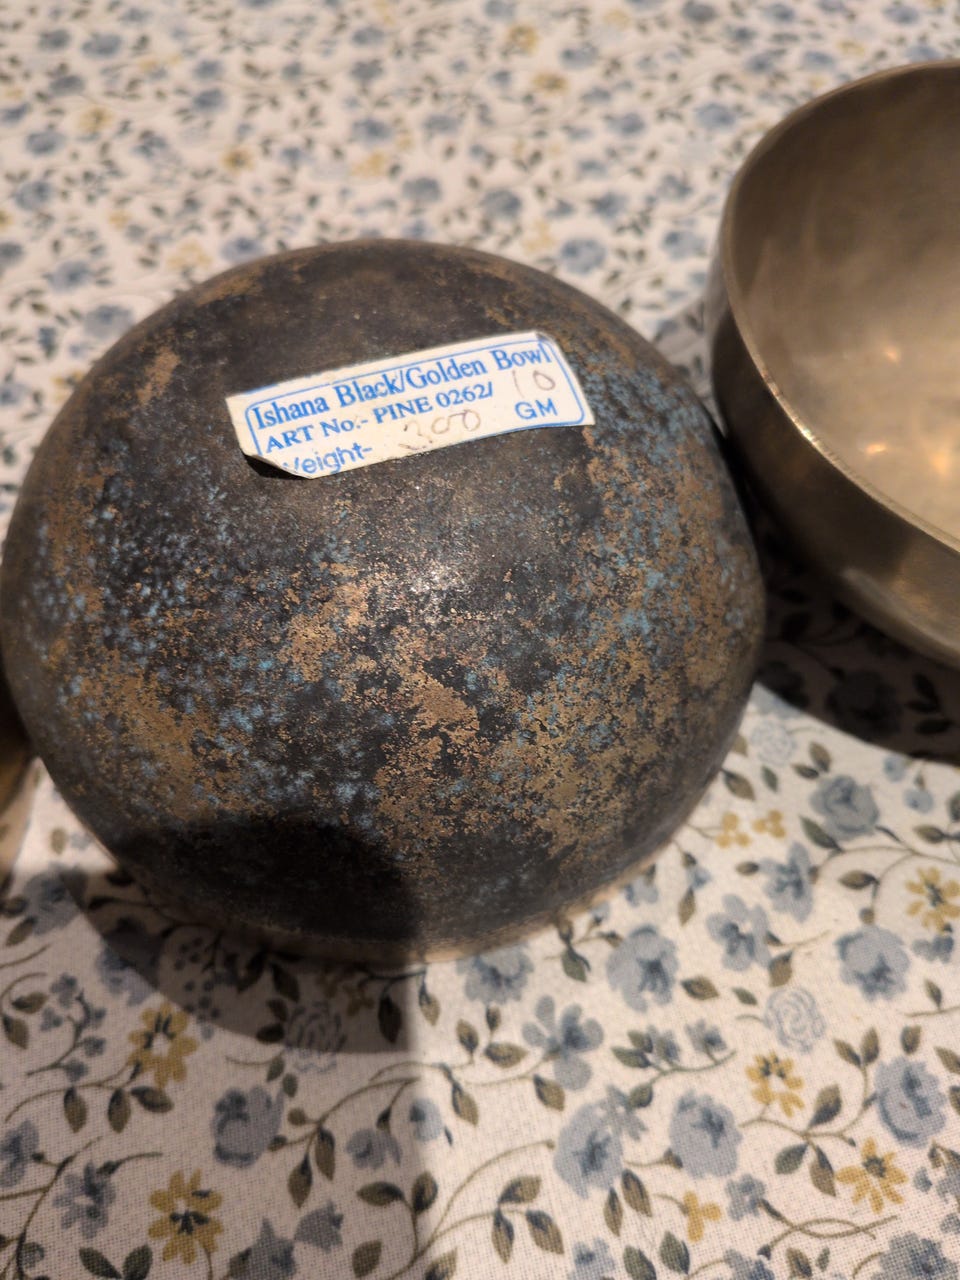 Ishana Black/Golden Bowl
ART No.- PINE 0262/ 10
Weight- 300 GM